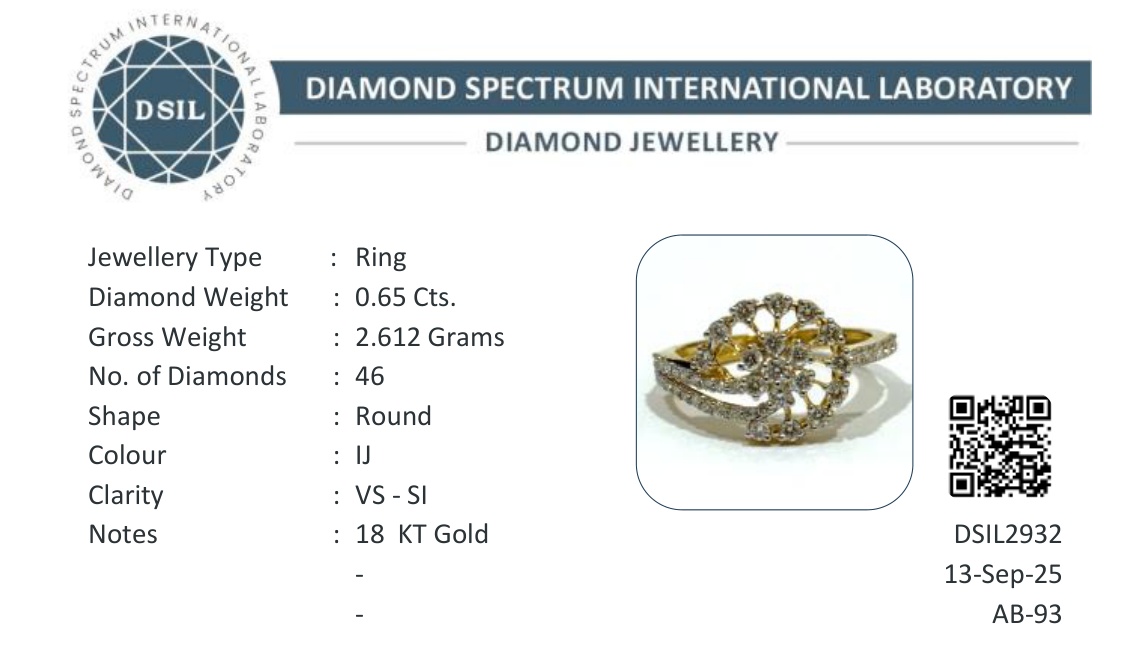 DIAMOND SPECTRUM INTERNATIONAL LABORATORY
DSIL
DIAMOND SPECTRUM INTERNATIONAL LABORATORY
DIAMOND JEWELLERY
Jewellery Type : Ring
Diamond Weight : 0.65 Cts.
Gross Weight : 2.612 Grams
No. of Diamonds : 46
Shape : Round
Colour : IJ
Clarity : VS - SI
Notes : 18 KT Gold
-
-
DSIL2932
13-Sep-25
AB-93